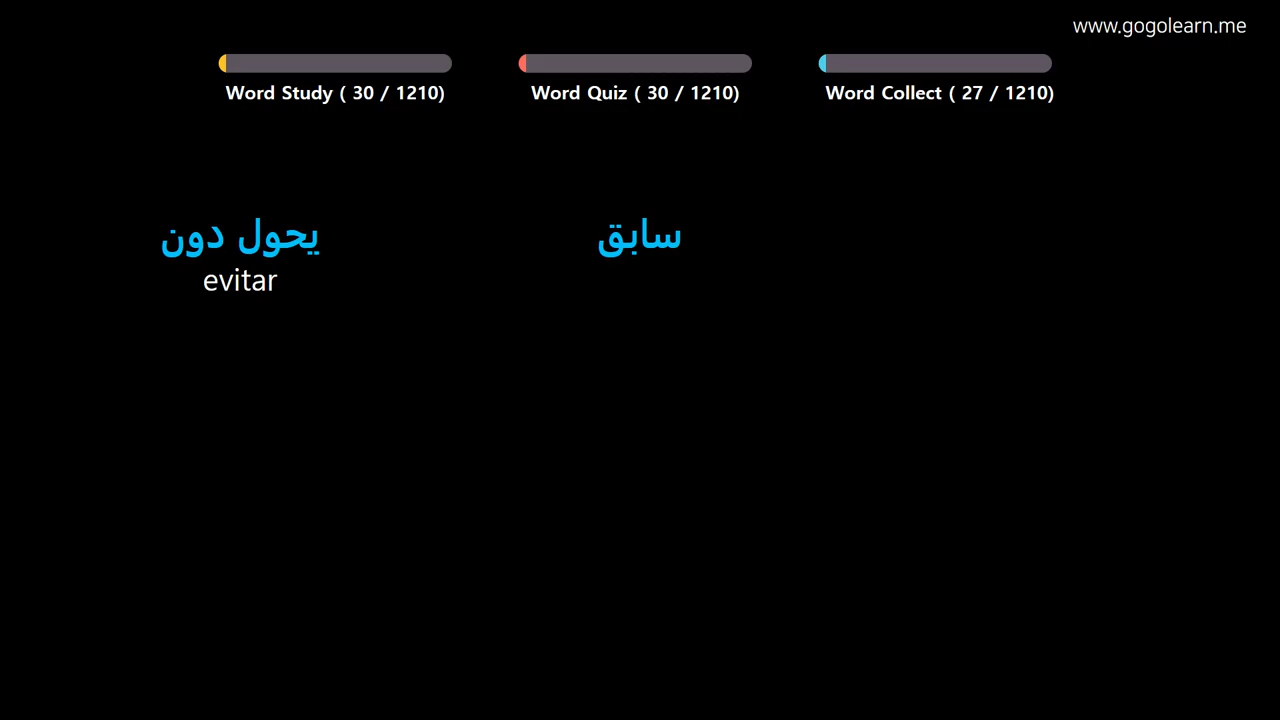 www.gogolearn.me
Word Study ( 30 / 1210)
Word Quiz ( 30 / 1210)
Word Collect ( 27 / 1210)
يحول دون
evitar
سابق